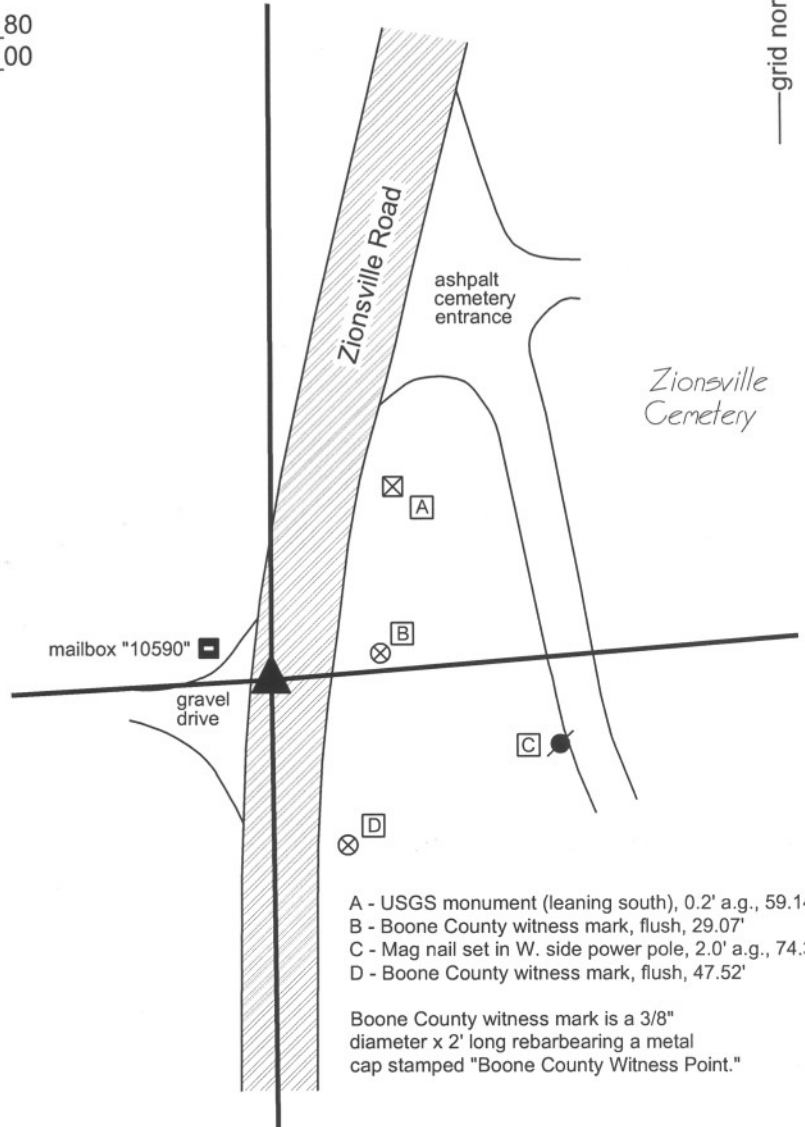 80
00
grid nor
Zionsville Road
ashpalt
cemetery
entrance
Zionsville
Cemetery
A
B
mailbox "10590"
gravel
drive
C
D
A - USGS monument (leaning south), 0.2' a.g., 59.14
B - Boone County witness mark, flush, 29.07'
C - Mag nail set in W. side power pole, 2.0' a.g., 74.
D - Boone County witness mark, flush, 47.52'
Boone County witness mark is a 3/8"
diameter x 2' long rebarbearing a metal
cap stamped "Boone County Witness Point."